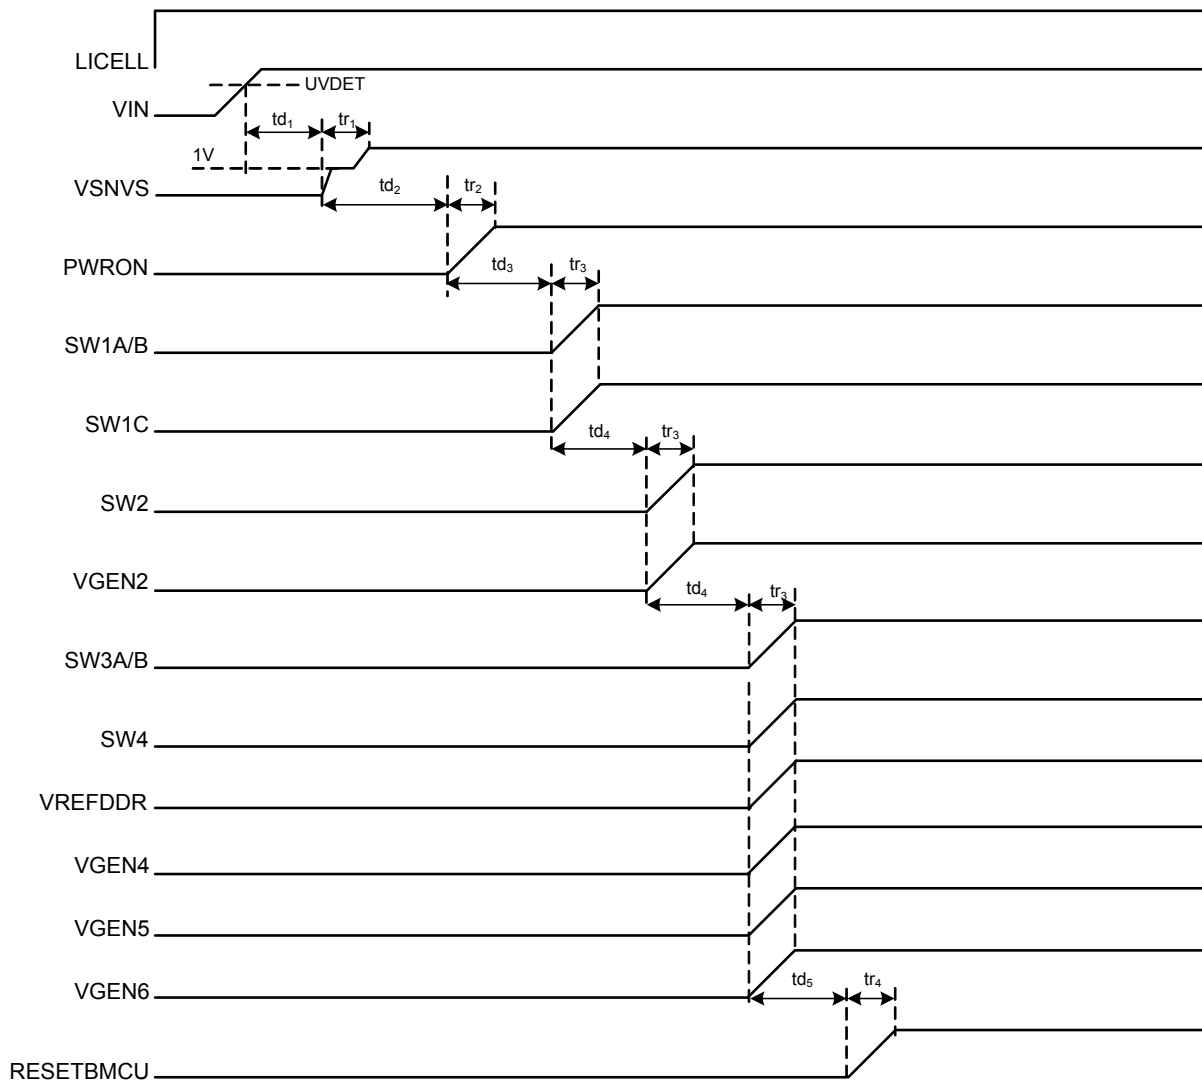 LICELL
UVDET
VIN
td₁ tr₁
1V
VSNVS
td₂ tr₂
PWRON
td₃ tr₃
SW1A/B
SW1C
td₄ tr₃
SW2
VGEN2
td₄ tr₃
SW3A/B
SW4
VREFDDR
VGEN4
VGEN5
VGEN6
td₅ tr₄
RESETBMCU